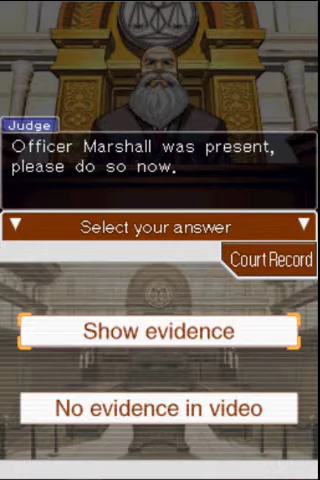 Judge
Officer Marshall was present,
please do so now.
Select your answer
Court Record
Show evidence
No evidence in video